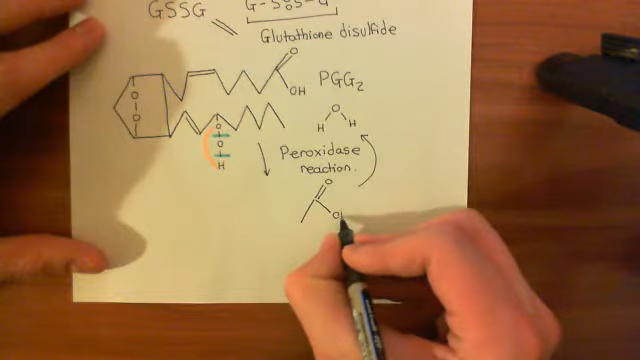 GSSG
G-S-S-G
Glutathione disulfide
O
OH
PGG₂
O
O
O
H
H
O
O
H
Peroxidase
reaction.
O
O